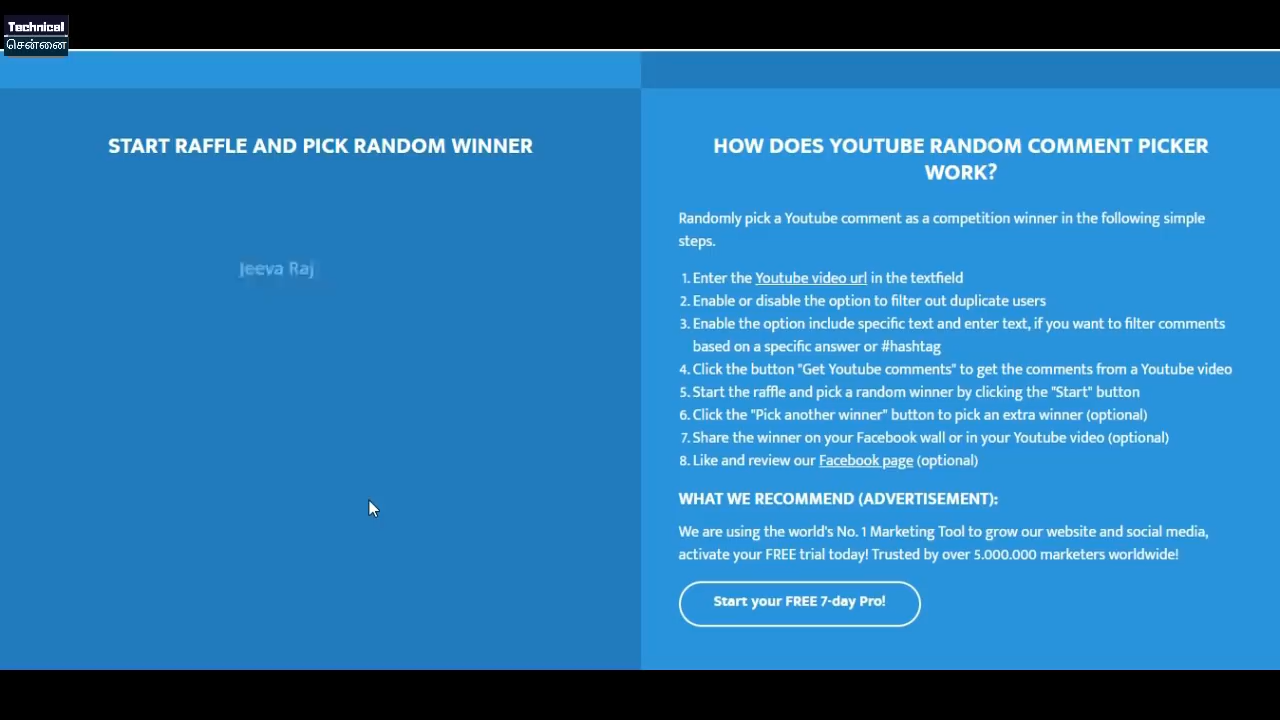 Technical
சென்னை
START RAFFLE AND PICK RANDOM WINNER
Jeeva Raj
HOW DOES YOUTUBE RANDOM COMMENT PICKER
WORK?
Randomly pick a Youtube comment as a competition winner in the following simple
steps.
1. Enter the Youtube video url in the textfield
2. Enable or disable the option to filter out duplicate users
3. Enable the option include specific text and enter text, if you want to filter comments
based on a specific answer or #hashtag
4. Click the button "Get Youtube comments" to get the comments from a Youtube video
5. Start the raffle and pick a random winner by clicking the "Start" button
6. Click the "Pick another winner" button to pick an extra winner (optional)
7. Share the winner on your Facebook wall or in your Youtube video (optional)
8. Like and review our Facebook page (optional)
WHAT WE RECOMMEND (ADVERTISEMENT):
We are using the world's No. 1 Marketing Tool to grow our website and social media,
activate your FREE trial today! Trusted by over 5.000.000 marketers worldwide!
Start your FREE 7-day Pro!